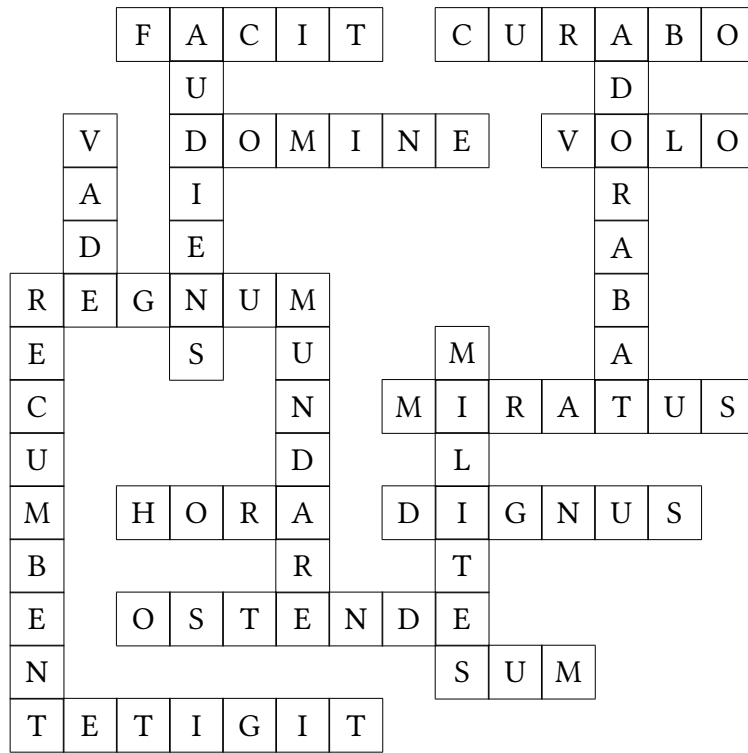 F A C I T C U R A B O
U D
V D O M I N E V O L O
A I R
D E A
R E G N U M B
E S U M A
C N M I R A T U S
U D L
M H O R A D I G N U S
B R T
E O S T E N D E
N S U M
T E T I G I T